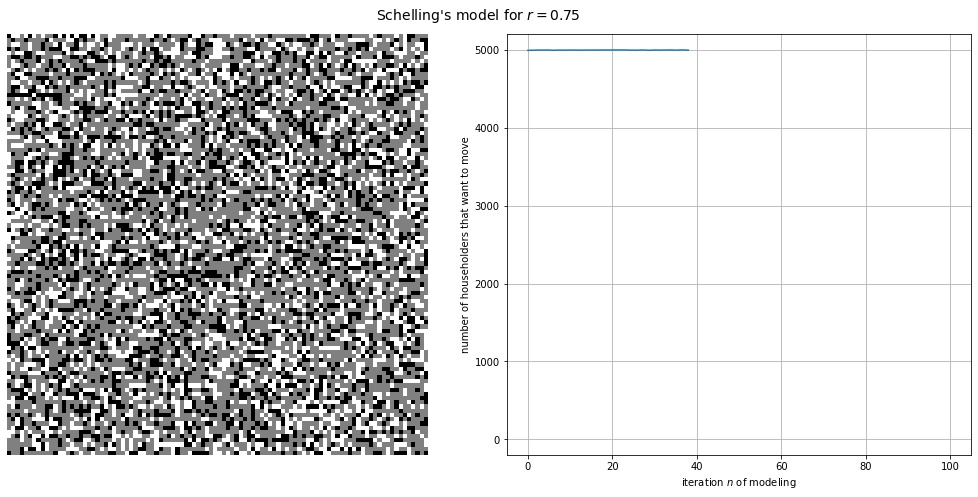 Schelling's model for r = 0.75
number of householders that want to move
5000
4000
3000
2000
1000
0
0 20 40 60 80 100
iteration n of modeling